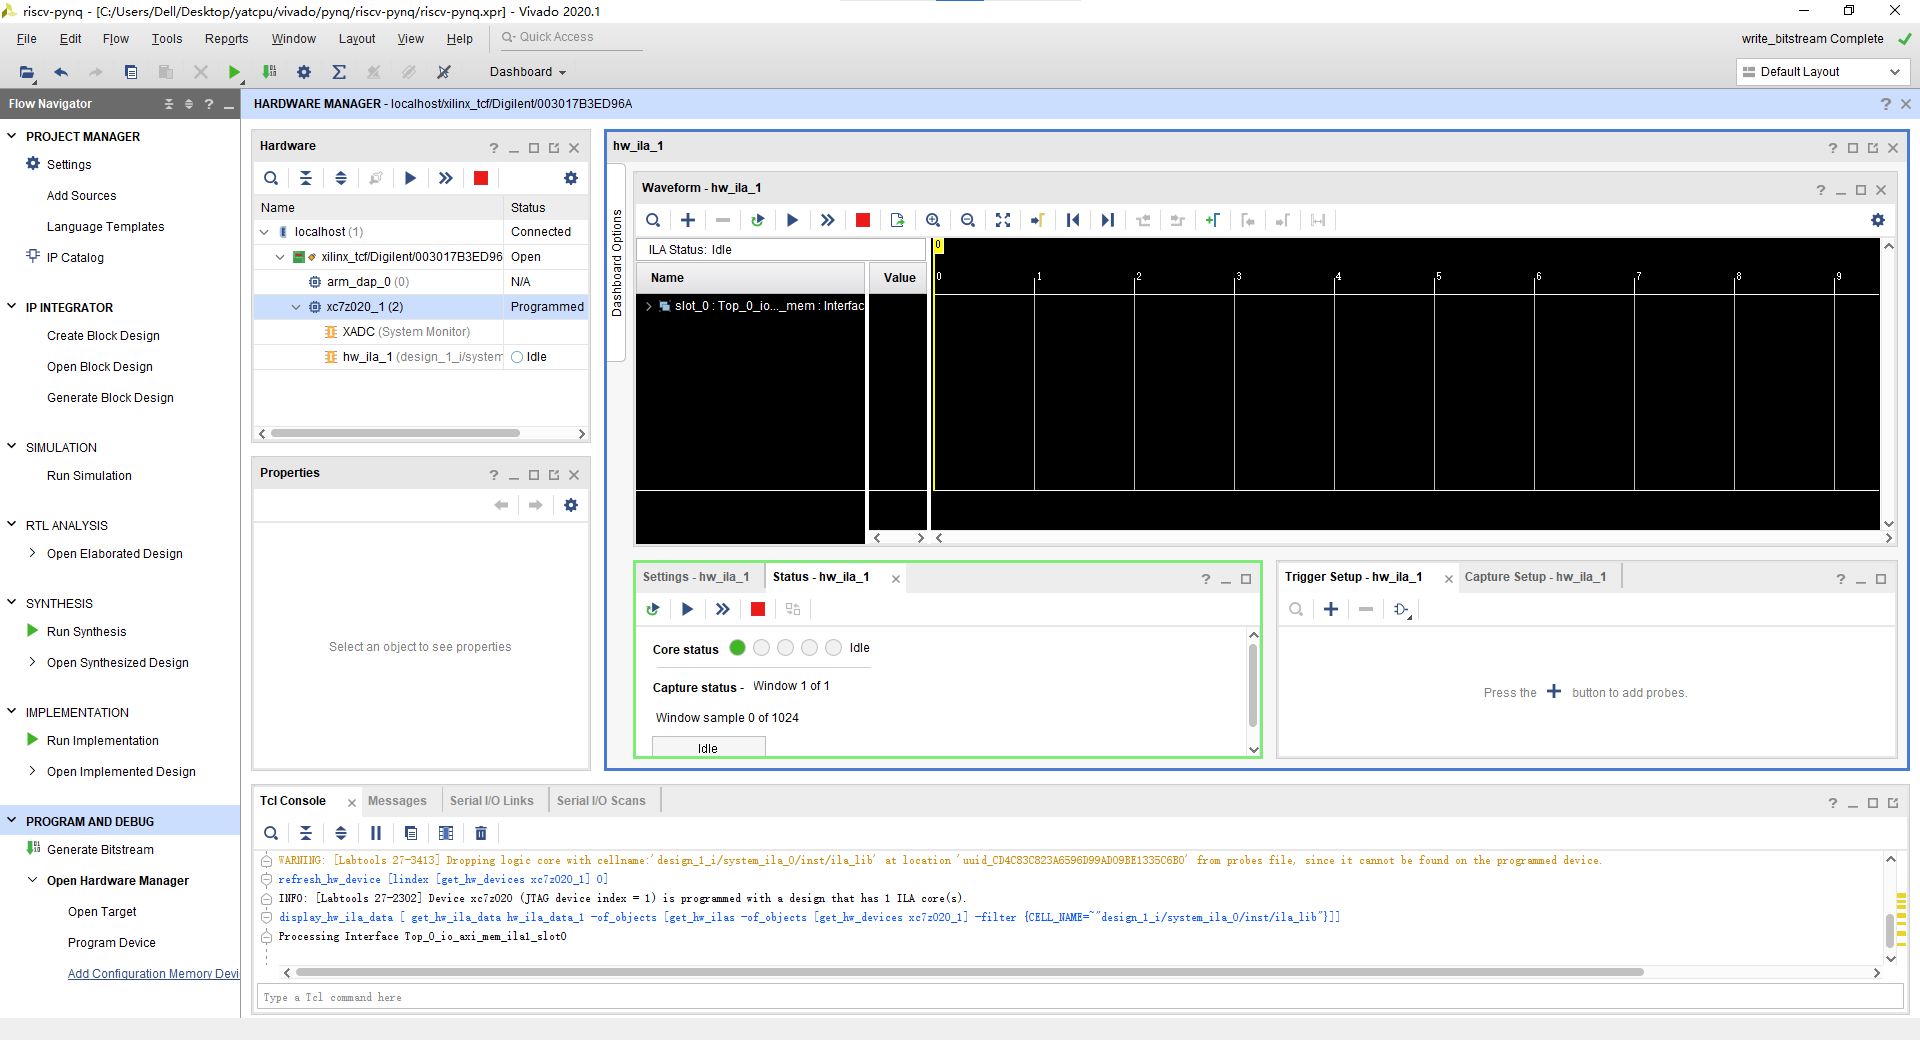 riscv-pynq - [C:/Users/Dell/Desktop/yatcpu/vivado/pynq/riscv-pynq/riscv-pynq.xpr] - Vivado 2020.1
File Edit Flow Tools Reports Window Layout View Help Quick Access
write_bitstream Complete
Dashboard
Default Layout
Flow Navigator
PROJECT MANAGER
Settings
Add Sources
Language Templates
IP Catalog
IP INTEGRATOR
Create Block Design
Open Block Design
Generate Block Design
SIMULATION
Run Simulation
RTL ANALYSIS
Open Elaborated Design
SYNTHESIS
Run Synthesis
Open Synthesized Design
IMPLEMENTATION
Run Implementation
Open Implemented Design
PROGRAM AND DEBUG
Generate Bitstream
Open Hardware Manager
Open Target
Program Device
Add Configuration Memory Devi
HARDWARE MANAGER - localhost/xilinx_tcf/Digilent/003017B3ED96A
Hardware
Name Status
localhost (1) Connected
xilinx_tcf/Digilent/003017B3ED96 Open
arm_dap_0 (0) N/A
xc7z020_1 (2) Programmed
XADC (System Monitor)
hw_ila_1 (design_1_i/system Idle
Properties
Select an object to see properties
hw_ila_1
Dashboard Options
Waveform - hw_ila_1
ILA Status: Idle
Name Value
slot_0 : Top_0_io..._mem : Interfac
0
0 1 2 3 4 5 6 7 8 9
Settings - hw_ila_1 Status - hw_ila_1
Core status Idle
Capture status - Window 1 of 1
Window sample 0 of 1024
Idle
Trigger Setup - hw_ila_1 Capture Setup - hw_ila_1
Press the + button to add probes.
Tcl Console Messages Serial I/O Links Serial I/O Scans
WARNING: [Labtools 27-3413] Dropping logic core with cellname:'design_1_i/system_ila_0/inst/ila_lib' at location 'uuid_CD4C83C823A6596D99AD09BE1335C6B0' from probes file, since it cannot be found on the programmed device.
refresh_hw_device [lindex [get_hw_devices xc7z020_1] 0]
INFO: [Labtools 27-2302] Device xc7z020 (JTAG device index = 1) is programmed with a design that has 1 ILA core(s).
display_hw_ila_data [ get_hw_ila_data hw_ila_data_1 -of_objects [get_hw_ilas -of_objects [get_hw_devices xc7z020_1] -filter {CELL_NAME=~"design_1_i/system_ila_0/inst/ila_lib"}]]
Processing Interface Top_0_io_axi_mem_ila1_slot0
Type a Tcl command here